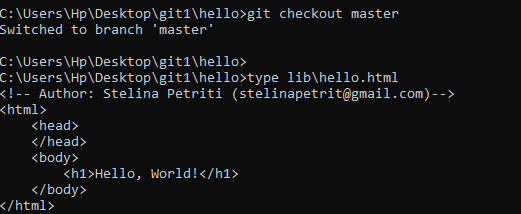 C:\Users\Hp\Desktop\git1\hello>git checkout master
Switched to branch 'master'
C:\Users\Hp\Desktop\git1\hello>
C:\Users\Hp\Desktop\git1\hello>type lib\hello.html
<!-- Author: Stelina Petriti (stelinapetrit@gmail.com)-->
<html>
    <head>
    </head>
    <body>
        <h1>Hello, World!</h1>
    </body>
</html>